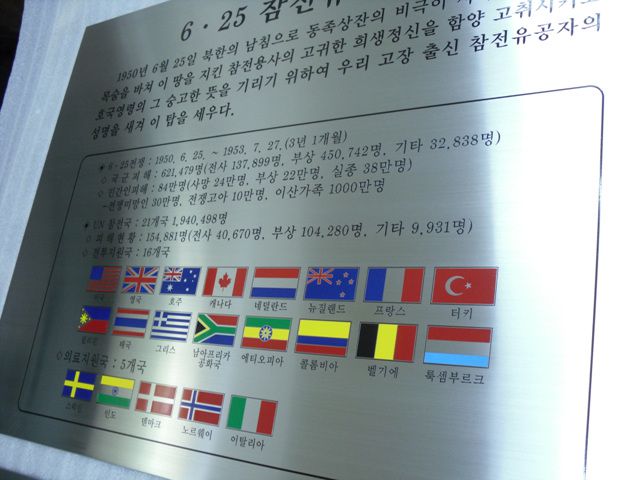 6·25 참전유
1950년 6월 25일 북한의 남침으로 동족상잔의 비극이
목숨을 바쳐 이 땅을 지킨 참전용사의 고귀한 희생정신을 함양 고취시키고
호국영령의 그 숭고한 뜻을 기리기 위하여 우리 고장 출신 참전유공자의
성명을 새겨 이 탑을 세우다.
◈ 6·25전쟁 : 1950. 6. 25. ~ 1953. 7. 27.(3년 1개월)
◇ 국군 피해 : 621,479명(전사 137,899명, 부상 450,742명, 기타 32,838명)
◇ 민간인피해 : 84만명(사망 24만명, 부상 22만명, 실종 38만명)
-전쟁미망인 30만명, 전쟁고아 10만명, 이산가족 1000만명
◈ UN 참전국 : 21개국 1,940,498명
◇ 피해현황 : 154,881명(전사 40,670명, 부상 104,280명, 기타 9,931명)
◇ 전투지원국 : 16개국
미국 영국 호주 캐나다 네덜란드 뉴질랜드 프랑스 터키
필리핀 태국 그리스 남아프리카 공화국 에티오피아 콜롬비아 벨기에 룩셈부르크
◇ 의료지원국 : 5개국
스웨덴 인도 덴마크 노르웨이 이탈리아